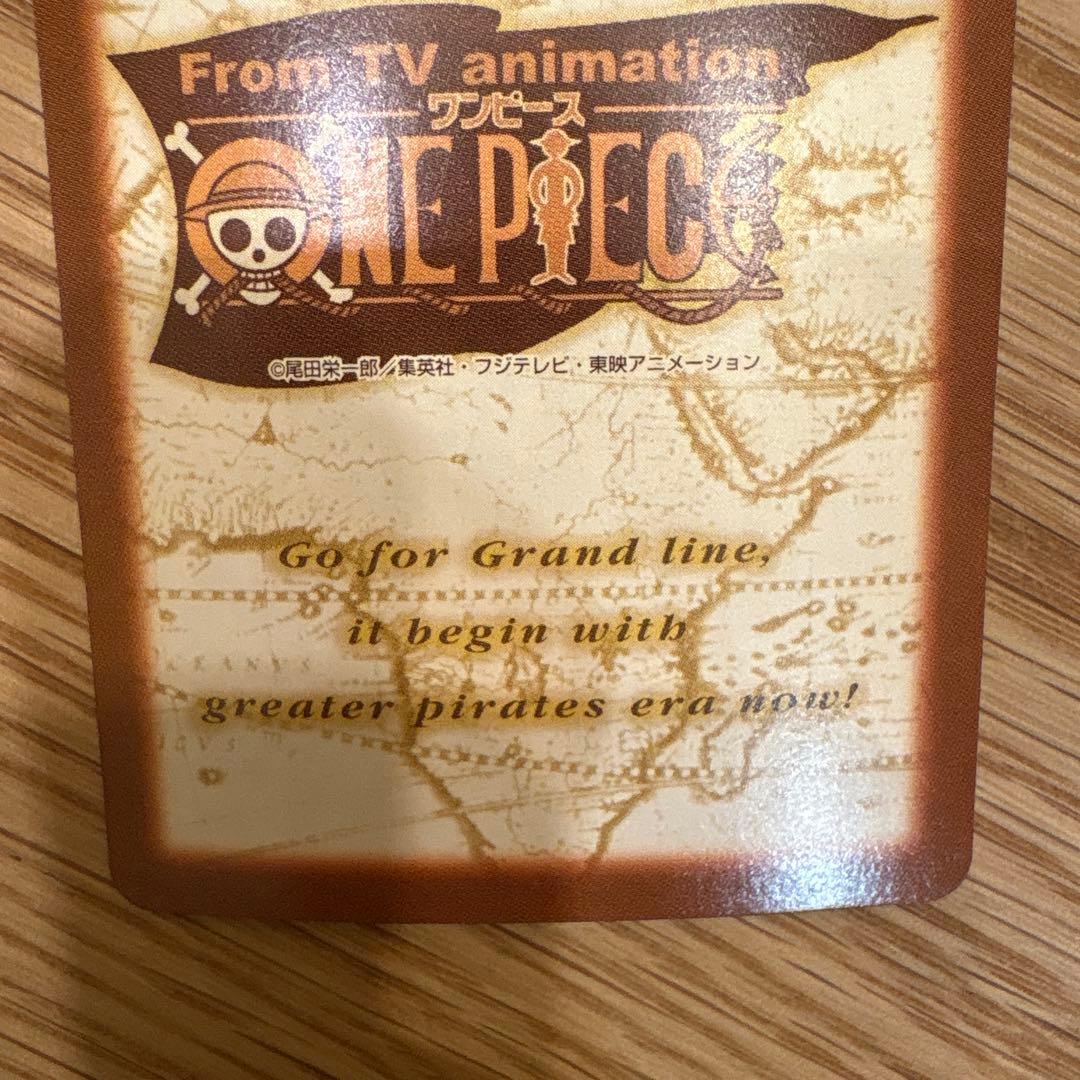 From TV animation
ワンピース
ONE PIECE
©尾田栄一郎／集英社・フジテレビ・東映アニメーション
Go for Grand line,
it begin with
greater pirates era now!